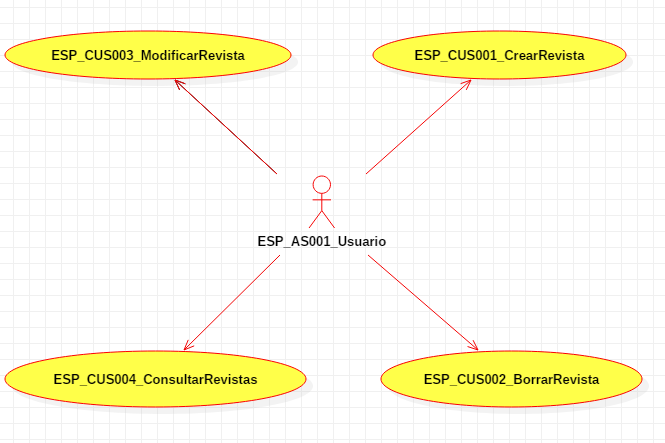 ESP_CUS003_ModificarRevista
ESP_CUS001_CrearRevista
ESP_AS001_Usuario
ESP_CUS004_ConsultarRevistas
ESP_CUS002_BorrarRevista